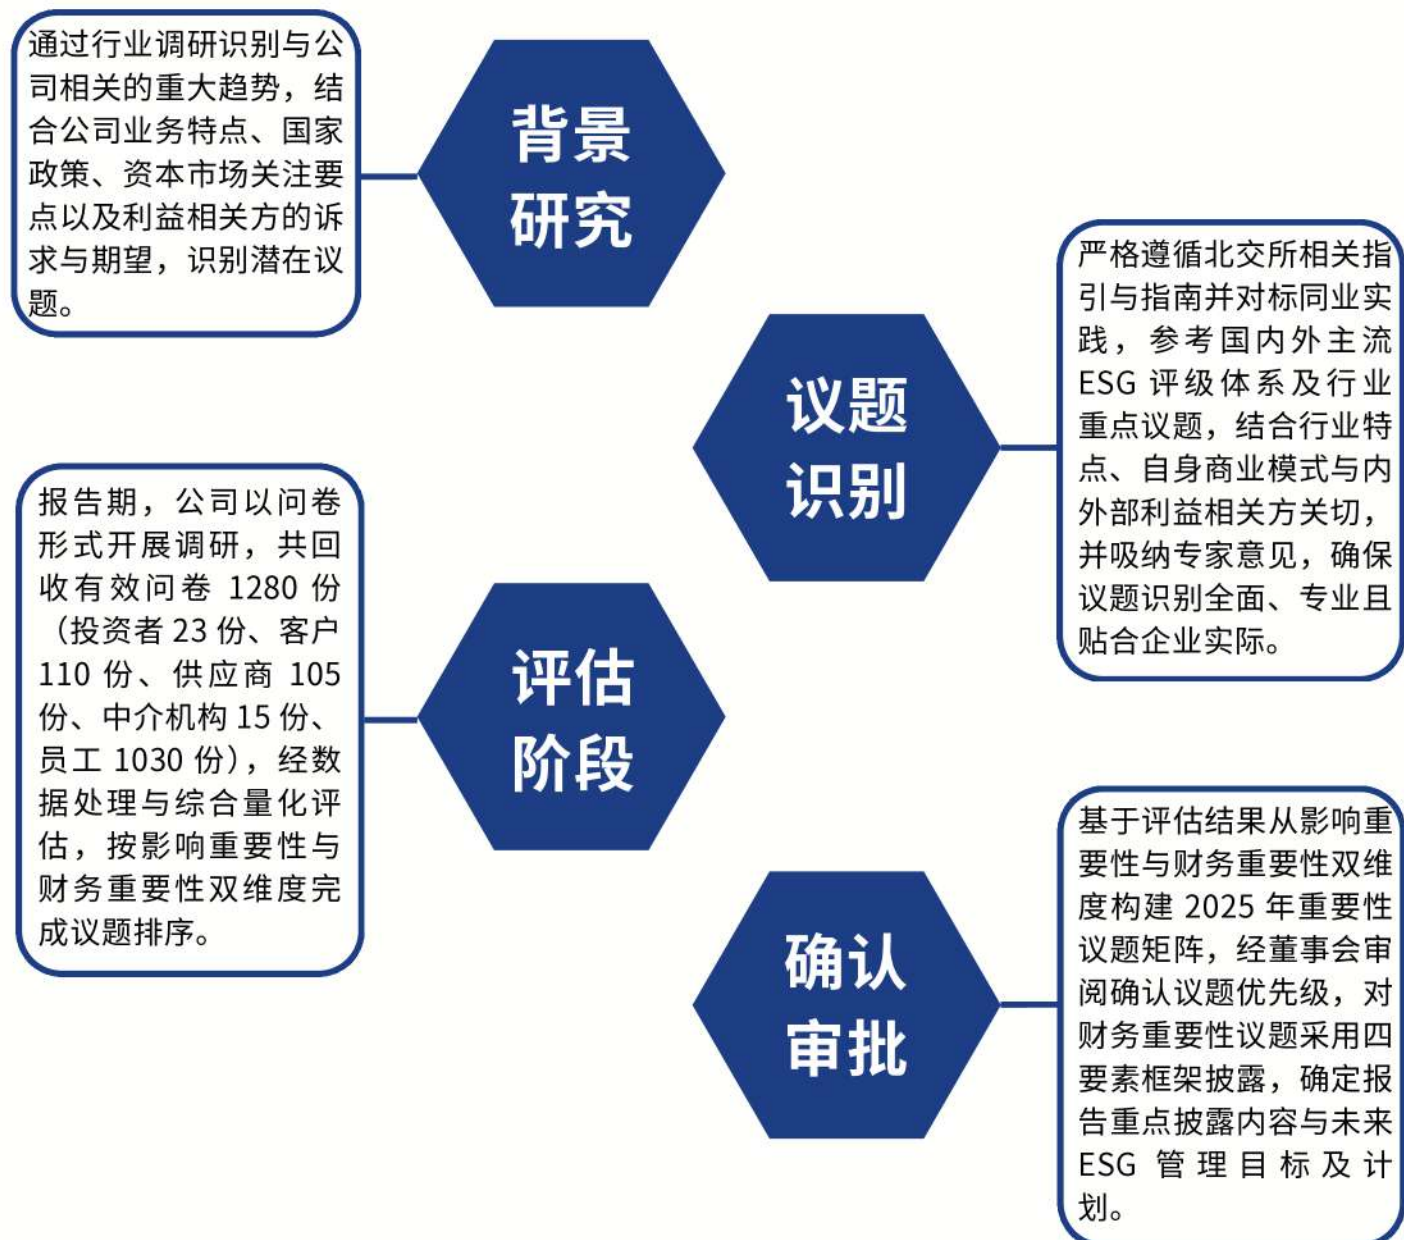 通过行业调研识别与公
司相关的重大趋势，结
合公司业务特点、国家
政策、资本市场关注要
点以及利益相关方的诉
求与期望，识别潜在议
题。
背景
研究
议题
识别
严格遵循北交所相关指
引与指南并对标同业实
践，参考国内外主流
ESG 评级体系及行业
重点议题，结合行业特
点、自身商业模式与内
外部利益相关方关切，
并吸纳专家意见，确保
议题识别全面、专业且
贴合企业实际。
报告期，公司以问卷
形式开展调研，共回
收有效问卷 1280 份
（投资者 23 份、客户
110 份、供应商 105
份、中介机构 15 份、
员工 1030 份），经数
据处理与综合量化评
估，按影响重要性与
财务重要性双维度完
成议题排序。
评估
阶段
确认
审批
基于评估结果从影响重
要性与财务重要性双维
度构建 2025 年重要性
议题矩阵，经董事会审
阅确认议题优先级，对
财务重要性议题采用四
要素框架披露，确定报
告重点披露内容与未来
ESG 管理目标及计
划。